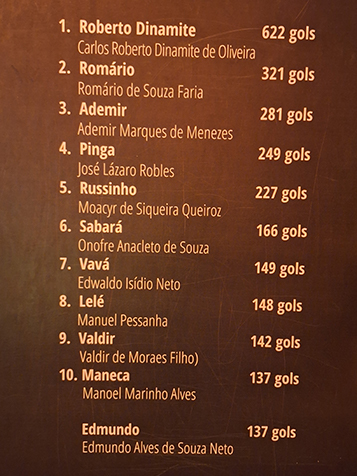 1. Roberto Dinamite 622 gols
Carlos Roberto Dinamite de Oliveira
2. Romário 321 gols
Romário de Souza Faria
3. Ademir 281 gols
Ademir Marques de Menezes
4. Pinga 249 gols
José Lázaro Robles
5. Russinho 227 gols
Moacyr de Siqueira Queiroz
6. Sabará 166 gols
Onofre Anacleto de Souza
7. Vavá 149 gols
Edwaldo Isídio Neto
8. Lelé 148 gols
Manuel Pessanha
9. Valdir 142 gols
Valdir de Moraes Filho)
10. Maneca 137 gols
Manoel Marinho Alves
Edmundo 137 gols
Edmundo Alves de Souza Neto